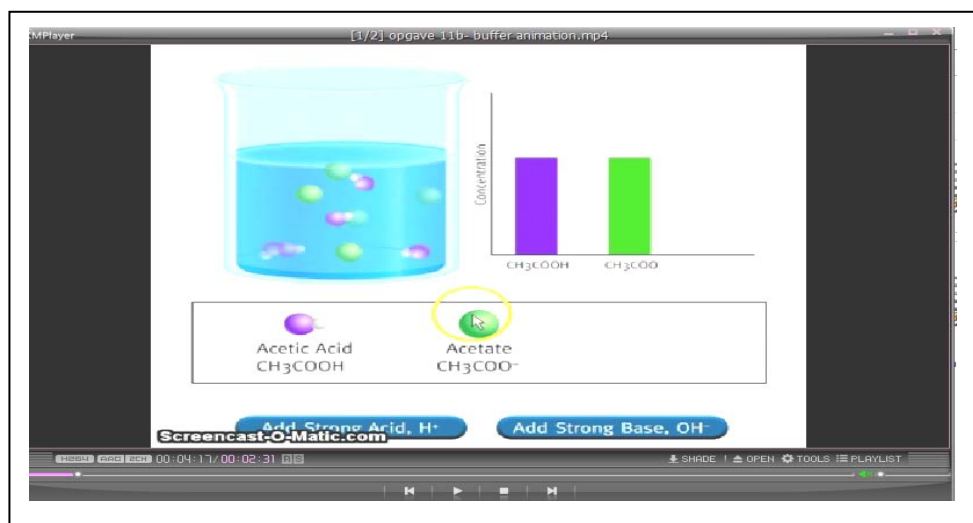 KMPlayer
[1/2] opgave 11b- buffer animation.mp4
Concentration
CH3COOH CH3COO
Acetic Acid
CH3COOH
Acetate
CH3COO-
Add Strong Acid, H+
Add Strong Base, OH-
Screencast-O-Matic.com
H264 AAC 2CH 00:04:17/00:02:31 R S
SHADE OPEN TOOLS PLAYLIST